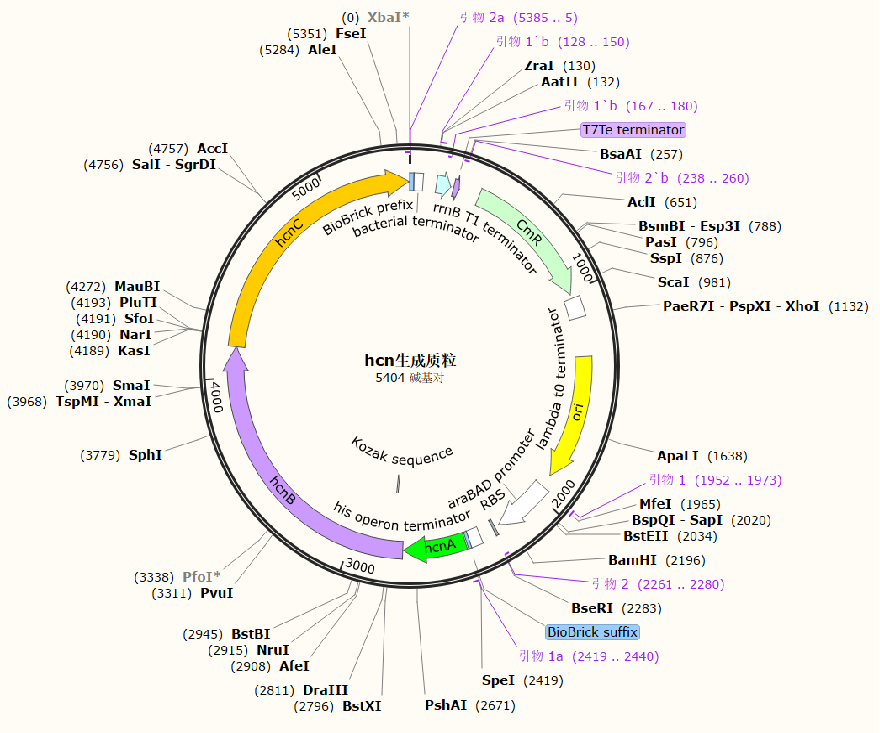 (0) XbaI*
(5351) FseI
(5284) AleI
引物 2a (5385 .. 5)
引物 1`b (128 .. 150)
ZraI (130)
AatII (132)
引物 1`b (167 .. 180)
T7Te terminator
BsaAI (257)
引物 2`b (238 .. 260)
AclI (651)
BsmBI - Esp3I (788)
PasI (796)
SspI (876)
ScaI (981)
PaeR7I - PspXI - XhoI (1132)
ApaLI (1638)
引物 1 (1952 .. 1973)
MfeI (1965)
BspQI - SapI (2020)
BstEII (2034)
BamHI (2196)
引物 2 (2261 .. 2280)
BseRI (2283)
BioBrick suffix
引物 1a (2419 .. 2440)
SpeI (2419)
PshAI (2671)
(2796) BstXI
(2811) DraIII
(2908) AfeI
(2915) NruI
(2945) BstBI
(3311) PvuI
(3338) PfoI*
(3779) SphI
(3968) TspMI - XmaI
(3970) SmaI
(4189) KasI
(4190) NarI
(4191) SfoI
(4193) PluTI
(4272) MauBI
(4756) SalI - SgrDI
(4757) AccI
1000
2000
3000
4000
5000
BioBrick prefix
bacterial terminator
rrnB T1 terminator
CmR
lambda t0 terminator
ori
araBAD promoter
RBS
his operon terminator
Kozak sequence
hcnA
hcnB
hcnC
hcn生成质粒
5404 碱基对